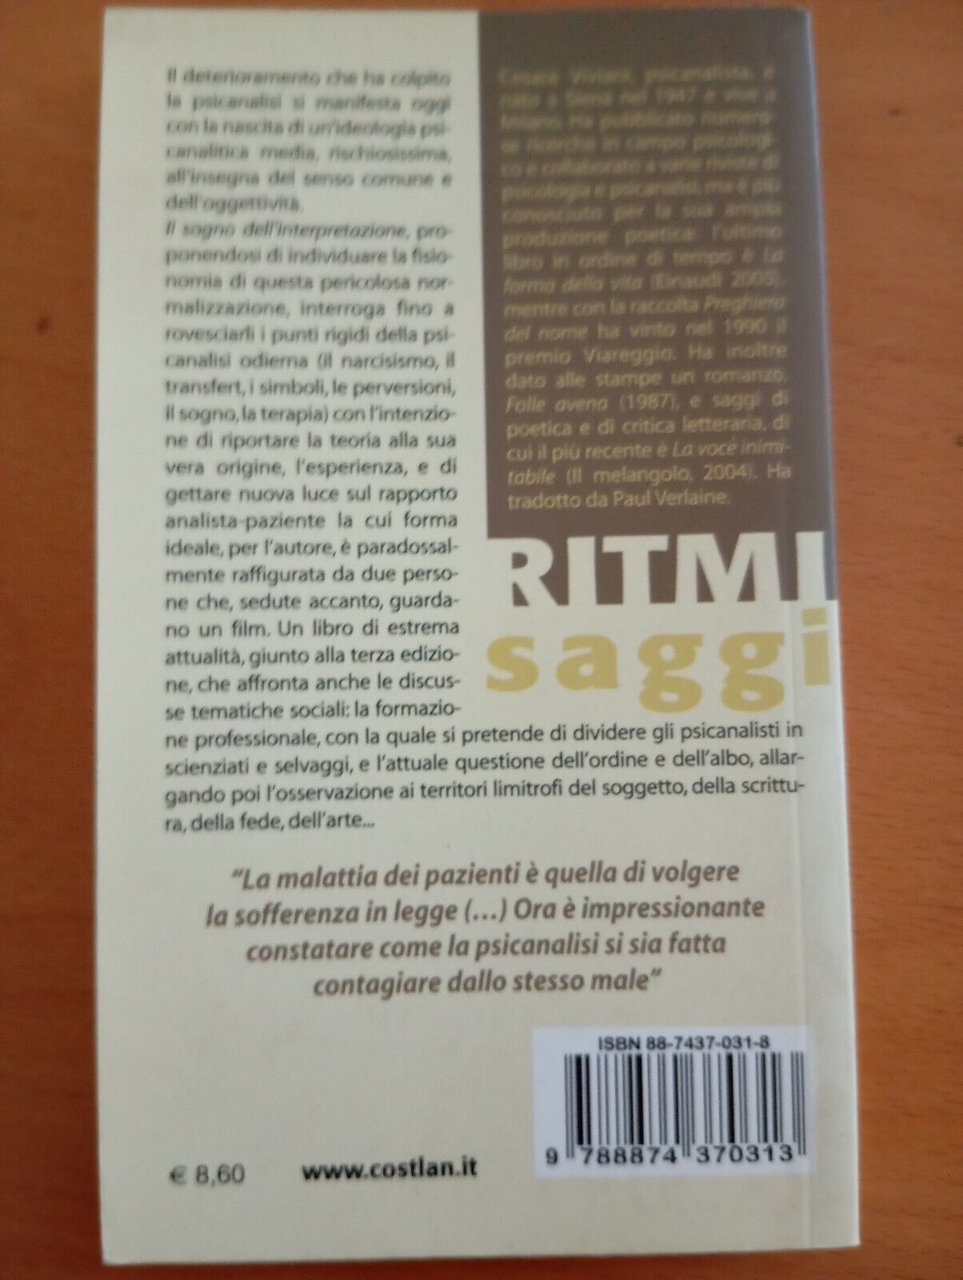 Il deterioramento che ha colpito
la psicanalisi si manifesta oggi
con la nascita di un'ideologia psi-
canalitica media, rischiosissima,
all'insegna del senso comune e
dell'oggettività.
Il sogno dell'interpretazione, pro-
ponendosi di individuare la fisio-
nomia di questa pericolosa nor-
malizzazione, interroga fino a
rovesciarli i punti rigidi della psi-
canalisi odierna (il narcisismo, il
transfert, i simboli, le perversioni,
il sogno, la terapia) con l'intenzio-
ne di riportare la teoria alla sua
vera origine, l'esperienza, e di
gettare nuova luce sul rapporto
analista-paziente la cui forma
ideale, per l'autore, è paradossal-
mente raffigurata da due perso-
ne che, sedute accanto, guarda-
no un film. Un libro di estrema
attualità, giunto alla terza edizio-
ne, che affronta anche le discus-
se tematiche sociali: la formazio-
ne professionale, con la quale si pretende di dividere gli psicanalisti in
scienziati e selvaggi, e l'attuale questione dell'ordine e dell'albo, allar-
gando poi l'osservazione ai territori limitrofi del soggetto, della scrittu-
ra, della fede, dell'arte...
Cesare Viviani, psicanalista, è
nato a Siena nel 1947 e vive a
Milano. Ha pubblicato numero-
se ricerche in campo psicologi-
co e collaborato a varie riviste di
psicologia e psicanalisi, ma è più
conosciuto per la sua ampia
produzione poetica: l'ultimo
libro in ordine di tempo è La
forma della vita (Einaudi 2005),
mentre con la raccolta Preghiera
del nome ha vinto nel 1990 il
premio Viareggio. Ha inoltre
dato alle stampe un romanzo,
Folle avena (1987), e saggi di
poetica e di critica letteraria, di
cui il più recente è La voce inimi-
tabile (Il melangolo, 2004). Ha
tradotto da Paul Verlaine.
RITMI
saggi
"La malattia dei pazienti è quella di volgere
la sofferenza in legge (...) Ora è impressionante
constatare come la psicanalisi si sia fatta
contagiare dallo stesso male"
ISBN 88-7437-031-8
9 788874 370313
€ 8,60
www.costlan.it